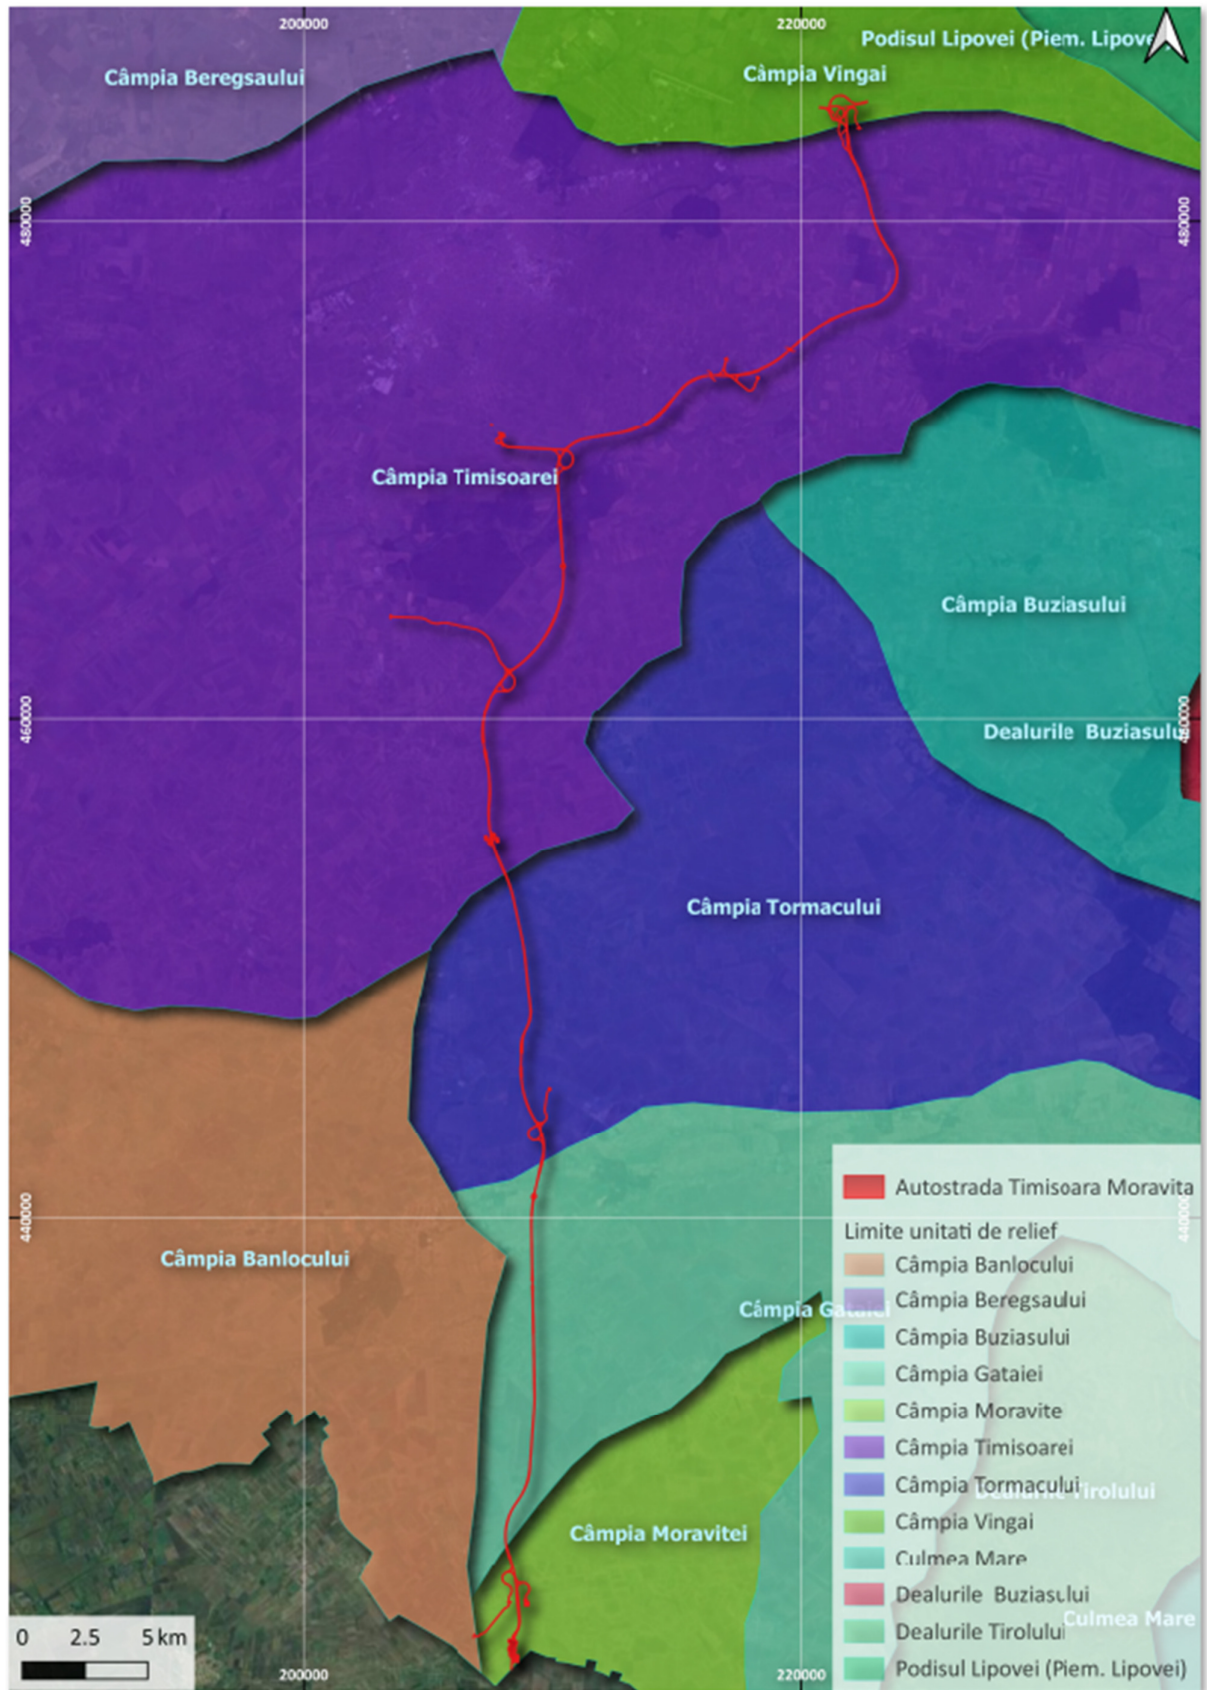 200000
220000
Podisul Lipovei (Piem. Lipove
Câmpia Beregsaului
Câmpia Vingai
480000
480000
Câmpia Timisoarei
Câmpia Buziasului
460000
Dealurile Buziasulu
Câmpia Tormacului
440000
Câmpia Banlocului
Câmpia Gataiei
Câmpia Moravitei
Autostrada Timisoara Moravita
Limite unitati de relief
Câmpia Banlocului
Câmpia Beregsaului
Câmpia Buziasului
Câmpia Gataiei
Câmpia Moravite
Câmpia Timisoarei
Câmpia Tormacului
Câmpia Vingai
Culmea Mare
Dealurile Buziasului
Dealurile Tirolului
Podisul Lipovei (Piem. Lipovei)
440000
Dealurile Tirolului
Culmea Mare
0 2.5 5 km
200000
220000